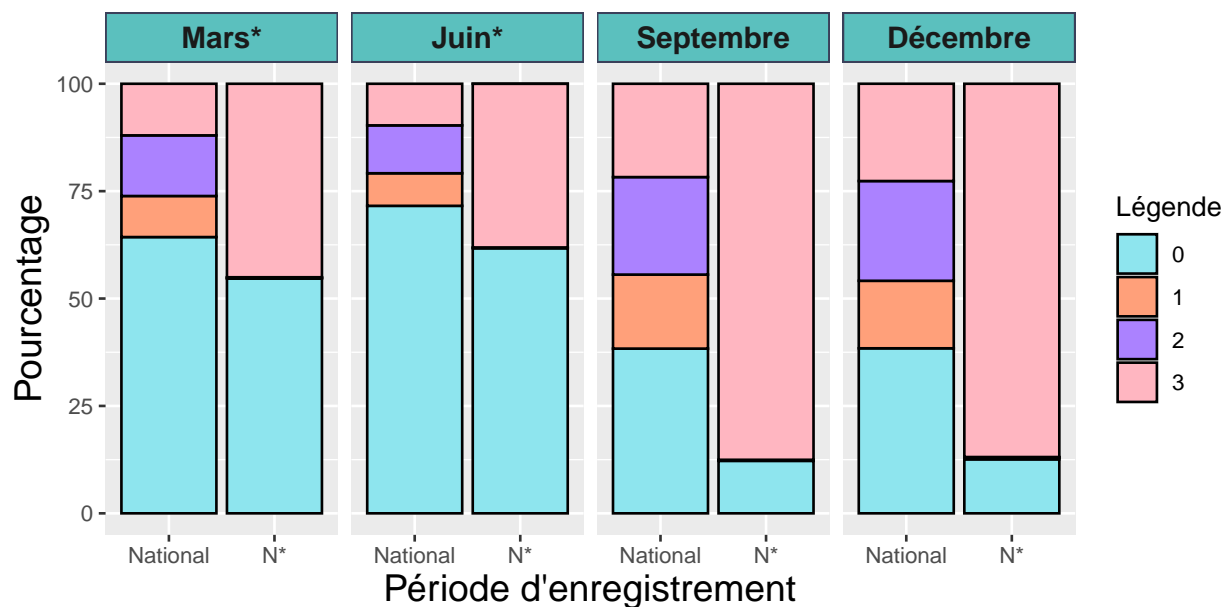 Mars* Juin* Septembre Décembre
100
75
50
25
0
Pourcentage
National N* National N* National N* National N*
Période d'enregistrement
Légende
0
1
2
3